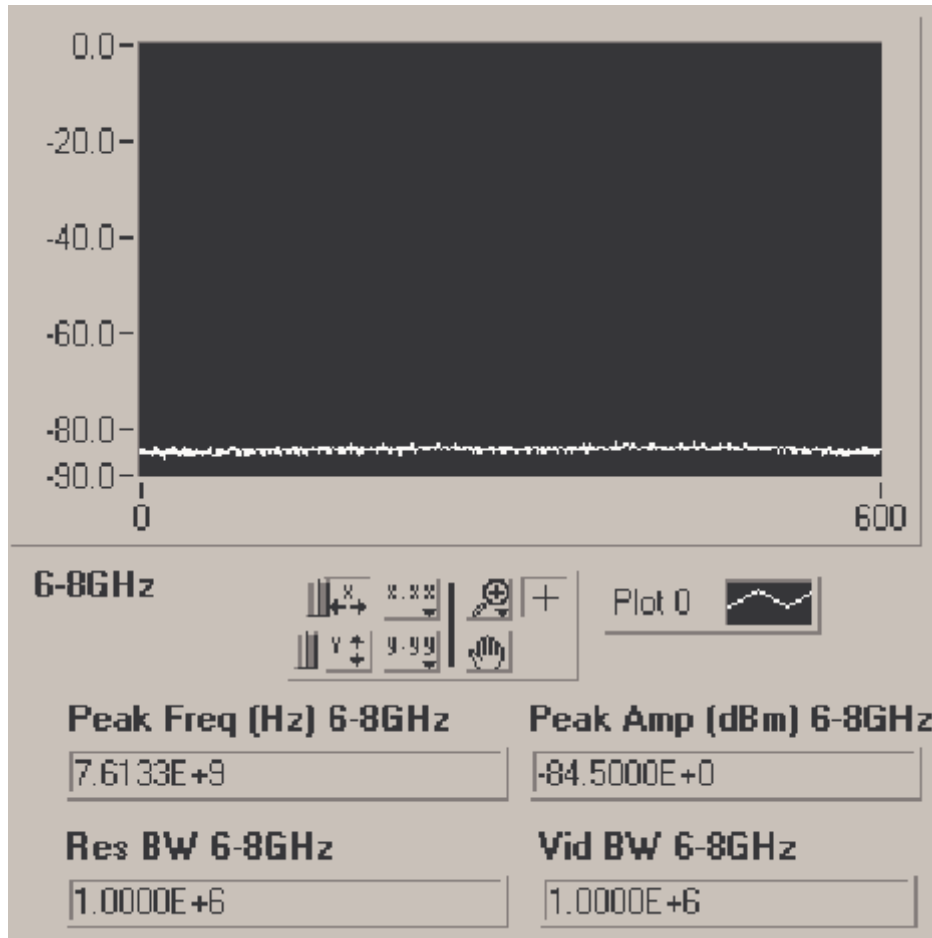 0.0
-20.0
-40.0
-60.0
-80.0
-90.0
0 600
6-8GHz
X x.xx
Plot 0
Y y.yy
Peak Freq (Hz) 6-8GHz Peak Amp (dBm) 6-8GHz
7.6133E+9 -84.5000E+0
Res BW 6-8GHz Vid BW 6-8GHz
1.0000E+6 1.0000E+6